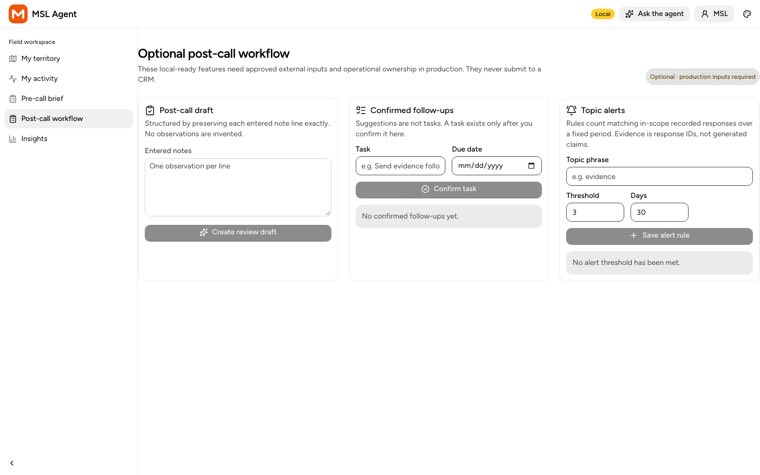 MSL Agent
Local
Ask the agent
MSL
Field workspace
My territory
My activity
Pre-call brief
Post-call workflow
Insights
Optional post-call workflow
These local-ready features need approved external inputs and operational ownership in production. They never submit to a
CRM.
Optional · production inputs required
Post-call draft
Structured by preserving each entered note line exactly.
No observations are invented.
Entered notes
One observation per line
Create review draft
Confirmed follow-ups
Suggestions are not tasks. A task exists only after you
confirm it here.
Task
Due date
e.g. Send evidence follo
mm/dd/yyyy
Confirm task
No confirmed follow-ups yet.
Topic alerts
Rules count matching in-scope recorded responses over
a fixed period. Evidence is response IDs, not generated
claims.
Topic phrase
e.g. evidence
Threshold
Days
3
30
Save alert rule
No alert threshold has been met.